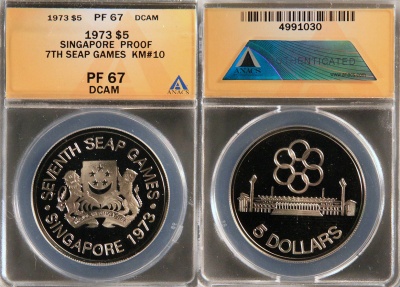 1973 $5 PF 67 DCAM
1973 $5
SINGAPORE PROOF
7TH SEAP GAMES KM#10
PF 67
DCAM
ANACS
SEVENTH SEAP GAMES
SINGAPORE 1973
4991030
AUTHENTICATED
ANACS
5 DOLLARS